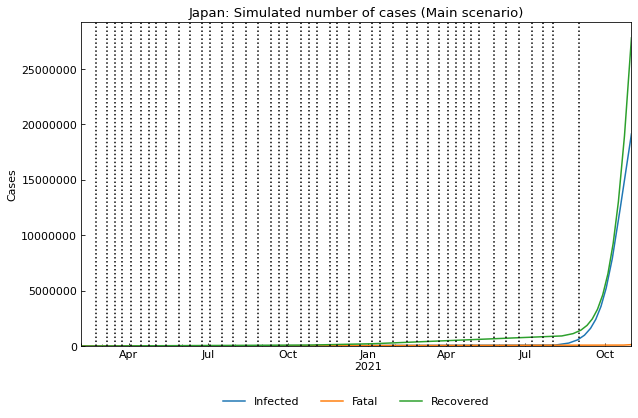 Japan: Simulated number of cases (Main scenario)
Cases
25000000
20000000
15000000
10000000
5000000
0
Apr Jul Oct Jan Apr Jul Oct
2021
Infected Fatal Recovered